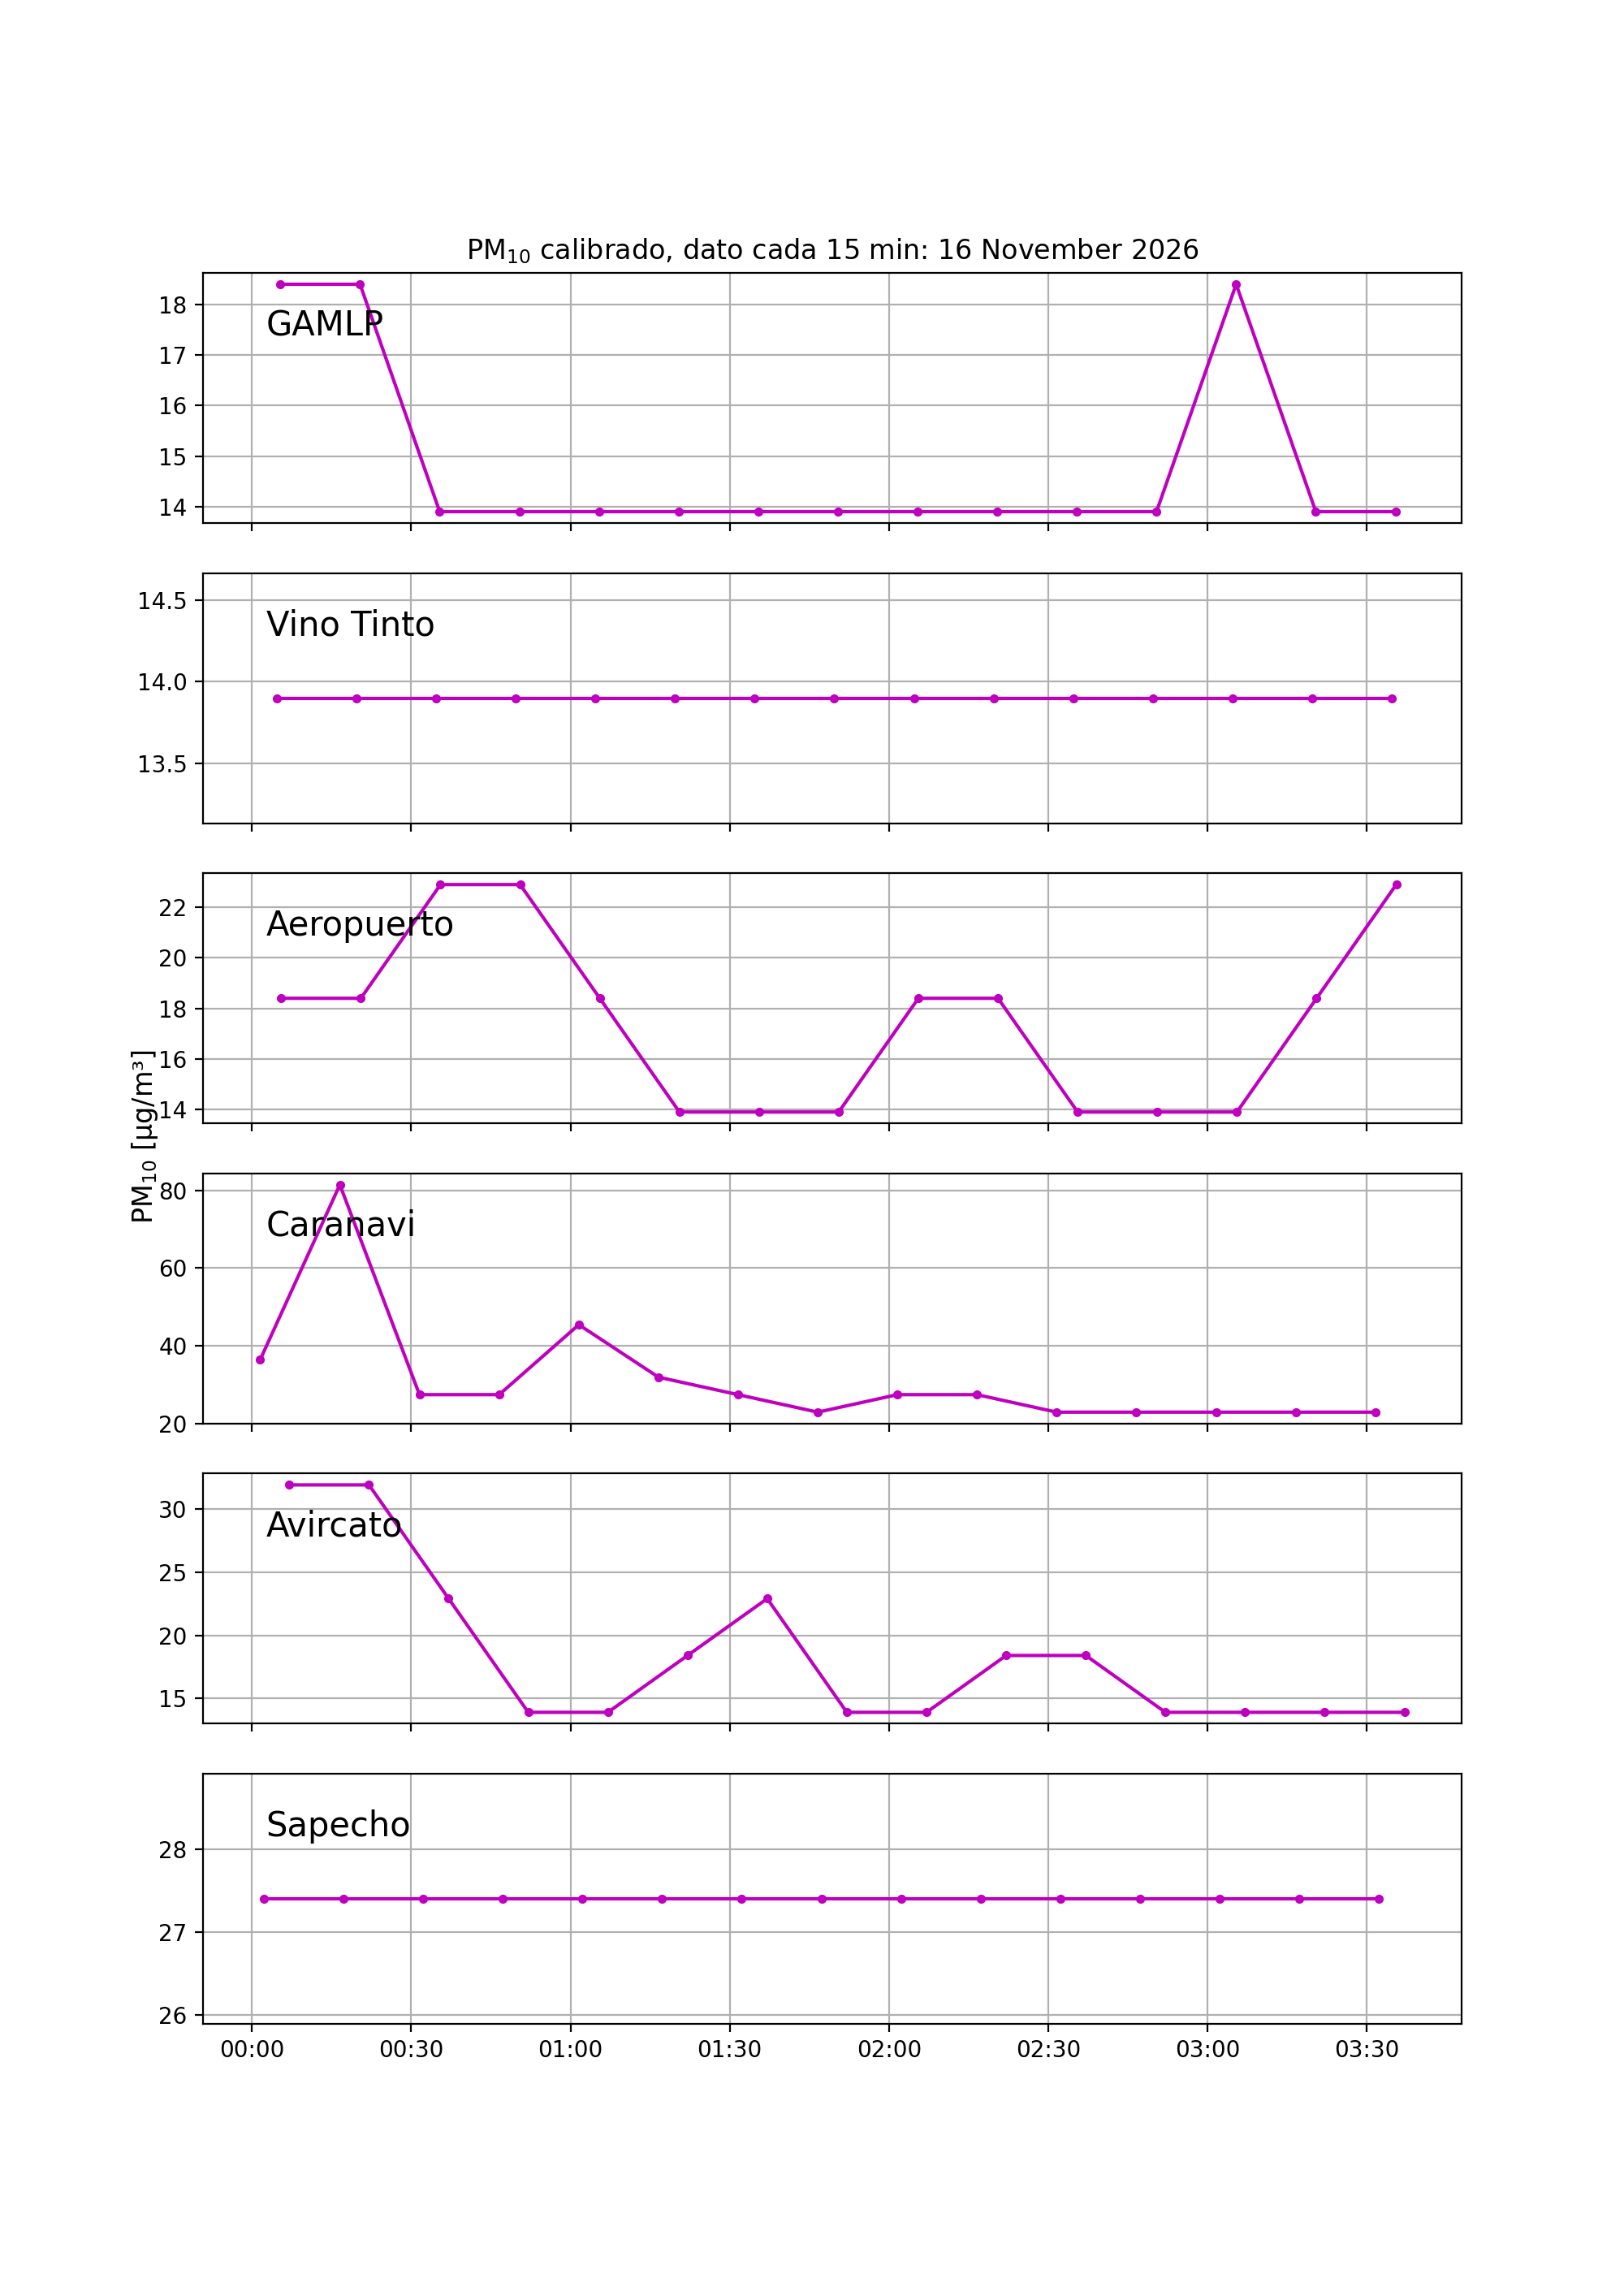 PM₁₀ calibrado, dato cada 15 min: 16 November 2026
18
GAMLP
17
16
15
14
14.5
Vino Tinto
14.0
13.5
22
Aeropuerto
20
18
16
14
PM₁₀ [µg/m³]
80
Caranavi
60
40
20
30
Avircato
25
20
15
Sapecho
28
27
26
00:00 00:30 01:00 01:30 02:00 02:30 03:00 03:30